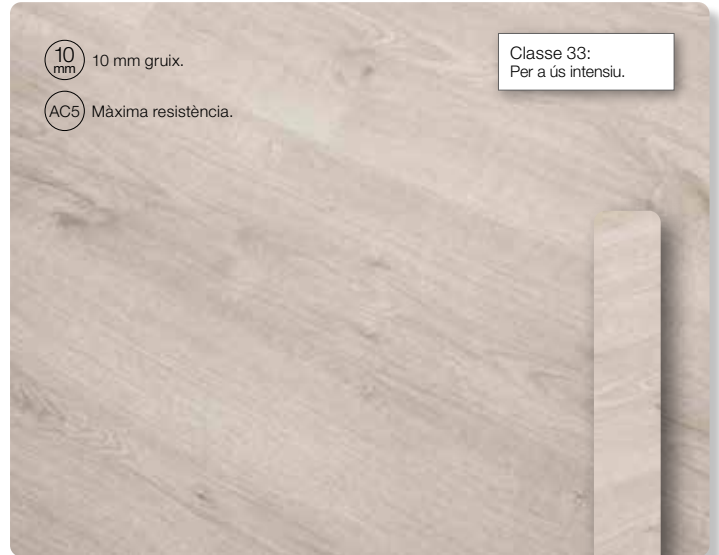 10
mm
10 mm gruix.
AC5
Màxima resistència.
Classe 33:
Per a ús intensiu.